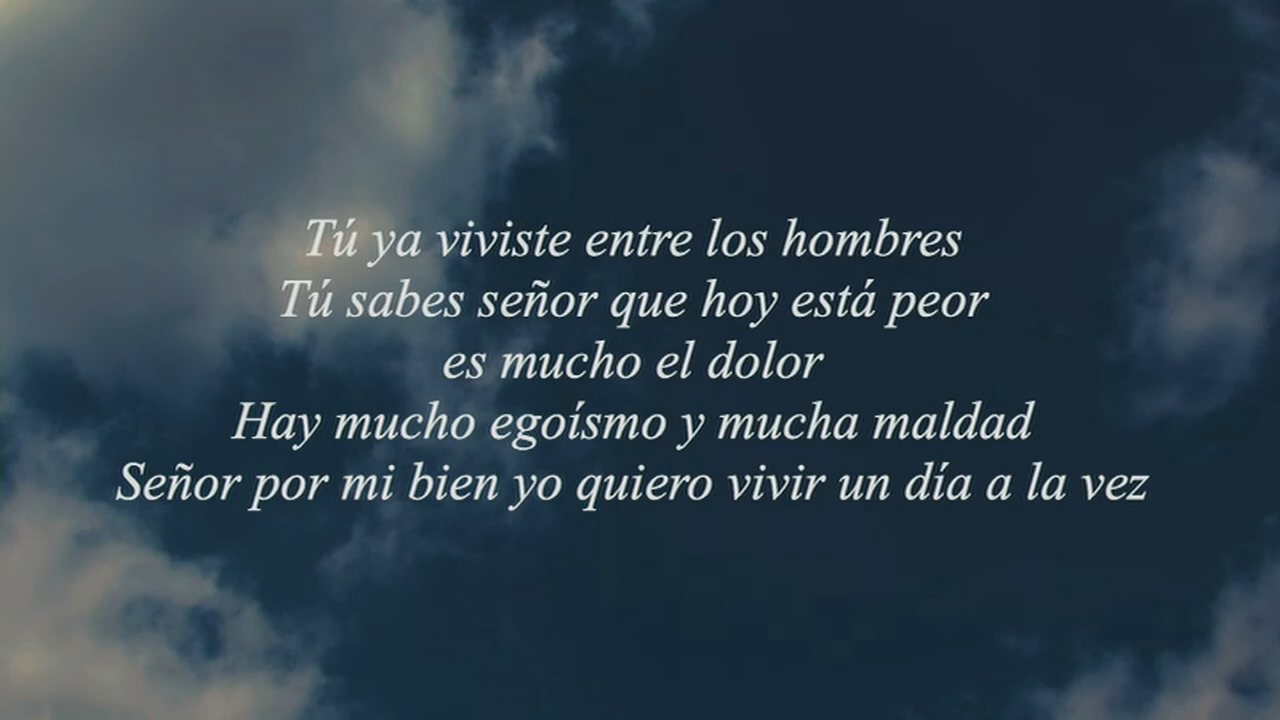 Tú ya viviste entre los hombres
Tú sabes señor que hoy está peor
es mucho el dolor
Hay mucho egoísmo y mucha maldad
Señor por mi bien yo quiero vivir un día a la vez